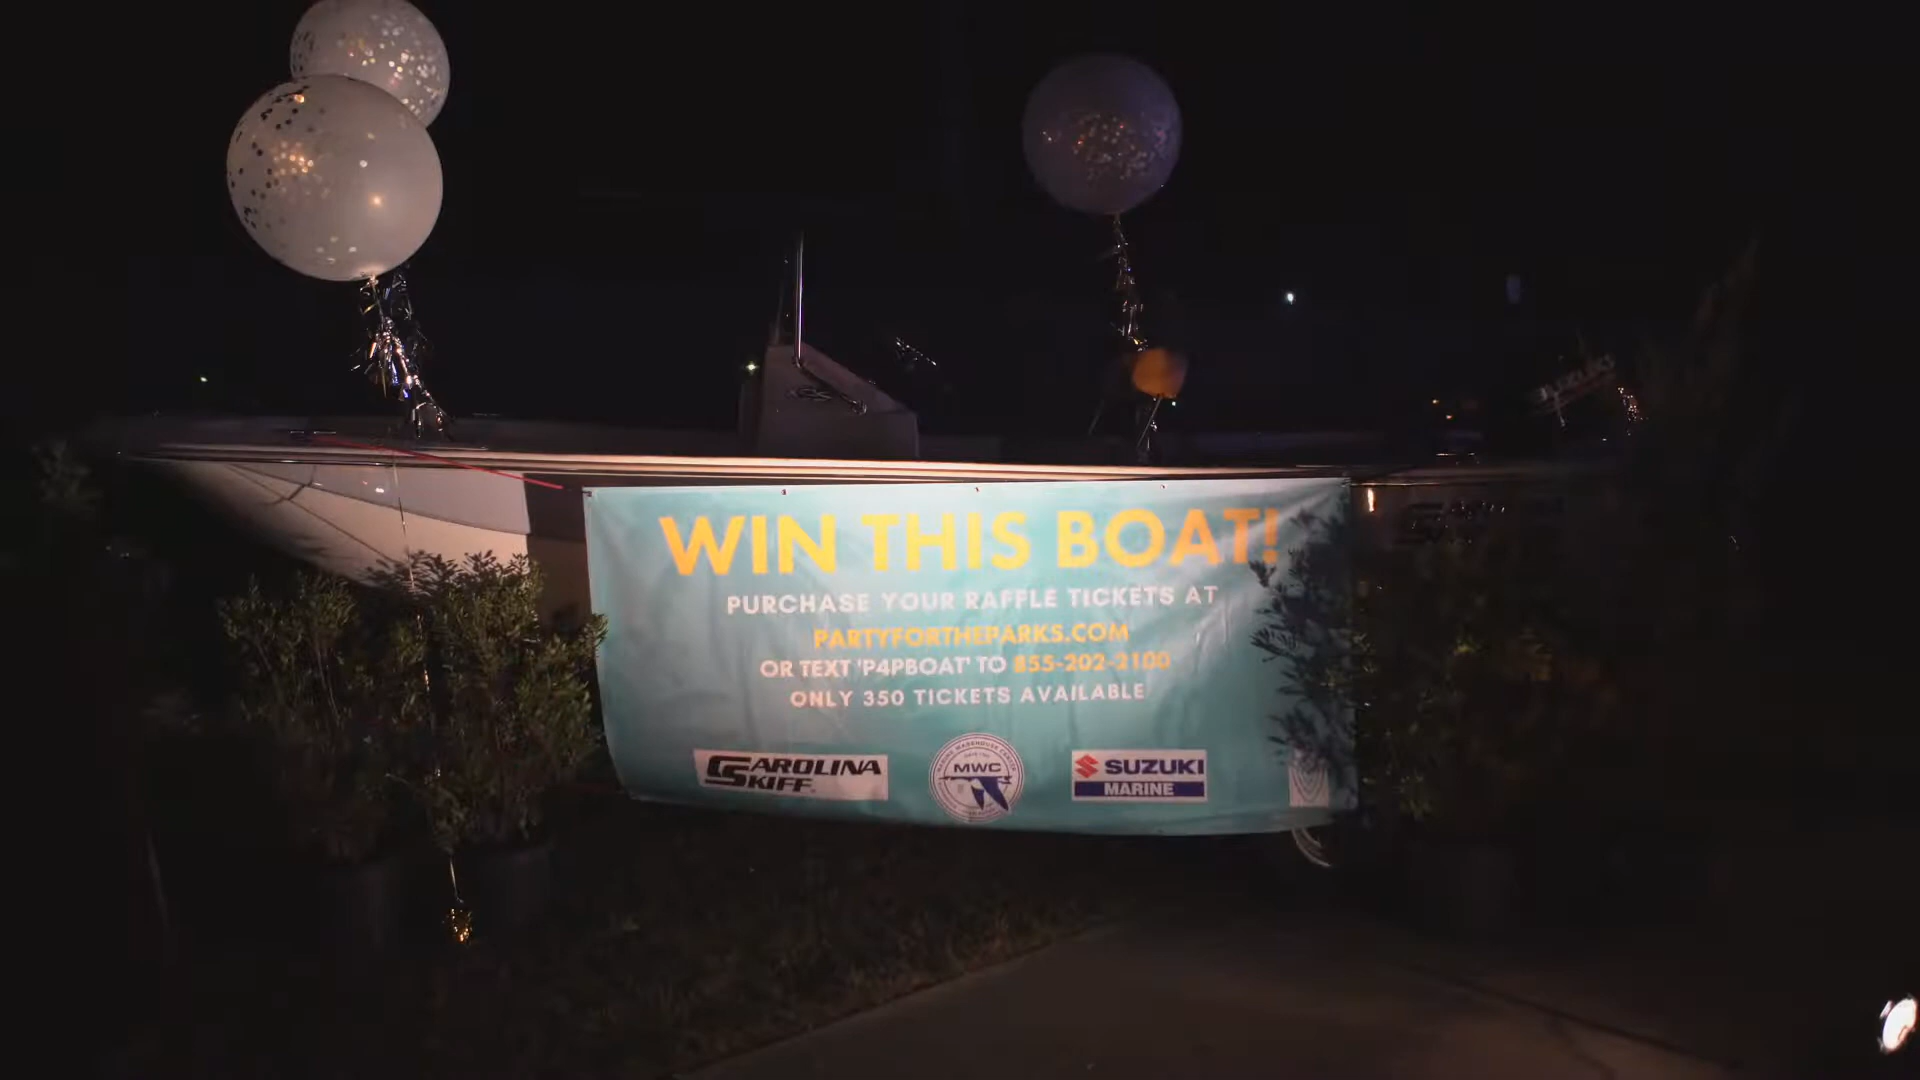 WIN THIS BOAT!
PURCHASE YOUR RAFFLE TICKETS AT
PARTYFORTHEPARKS.COM
OR TEXT 'P4PBOAT' TO 855-202-2100
ONLY 350 TICKETS AVAILABLE
CAROLINA
SKIFF
MWC
SUZUKI
MARINE